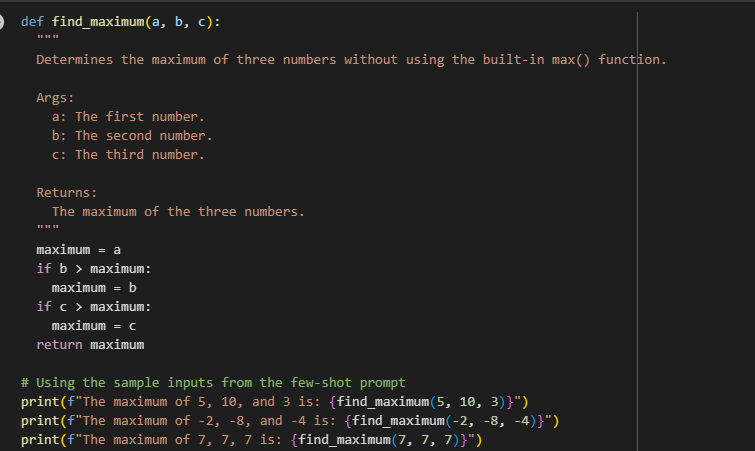 def find_maximum(a, b, c):
  """
  Determines the maximum of three numbers without using the built-in max() function.

  Args:
    a: The first number.
    b: The second number.
    c: The third number.

  Returns:
    The maximum of the three numbers.
  """
  maximum = a
  if b > maximum:
    maximum = b
  if c > maximum:
    maximum = c
  return maximum

# Using the sample inputs from the few-shot prompt
print(f"The maximum of 5, 10, and 3 is: {find_maximum(5, 10, 3)}")
print(f"The maximum of -2, -8, and -4 is: {find_maximum(-2, -8, -4)}")
print(f"The maximum of 7, 7, 7 is: {find_maximum(7, 7, 7)}")